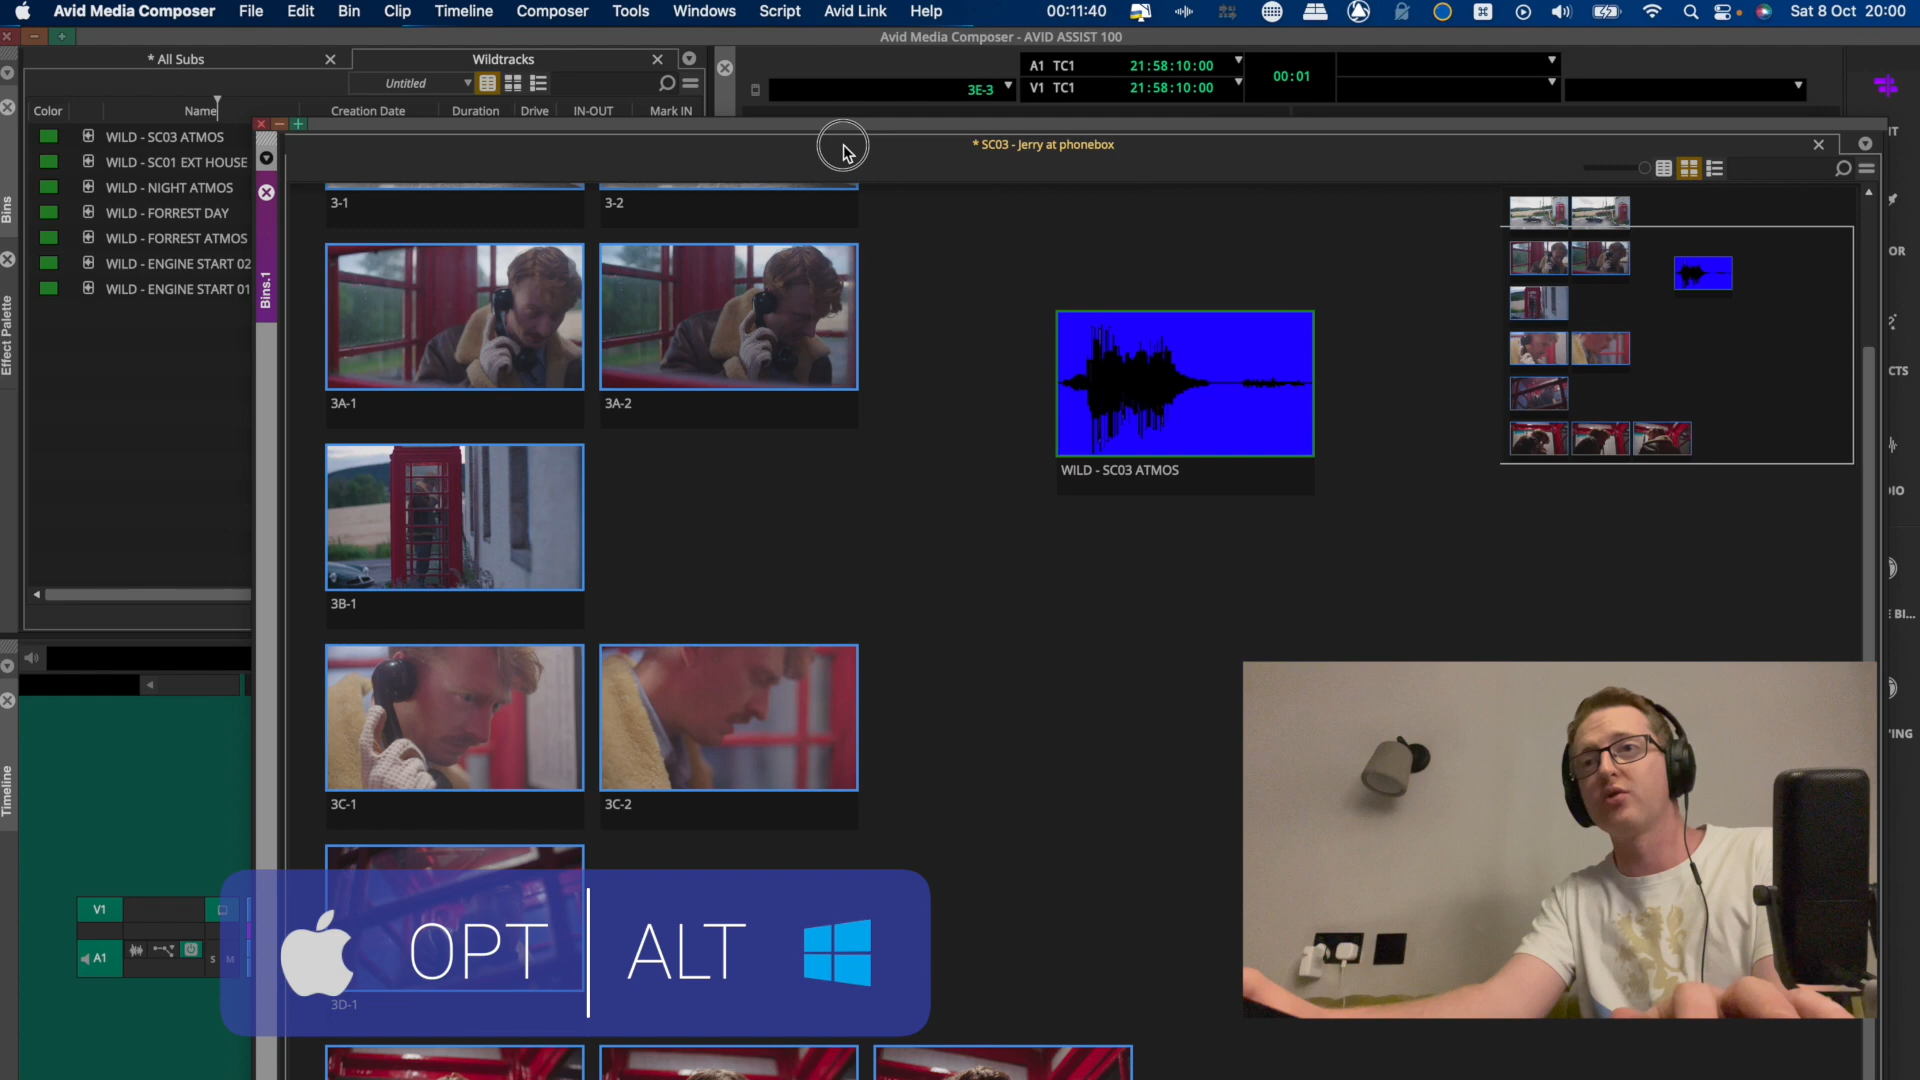 Avid Media Composer File Edit Bin Clip Timeline Composer Tools Windows Script Avid Link Help 00:11:40 Sat 8 Oct 20:00
Avid Media Composer - AVID ASSIST 100
* All Subs
Wildtracks
Untitled
3E-3
A1 TC1 21:58:10:00
V1 TC1 21:58:10:00
00:01
Color Name Creation Date Duration Drive IN-OUT Mark IN
WILD - SC03 ATMOS
WILD - SC01 EXT HOUSE
WILD - NIGHT ATMOS
WILD - FORREST DAY
WILD - FORREST ATMOS
WILD - ENGINE START 02
WILD - ENGINE START 01
Bins
Effect Palette
Timeline
Bins.1
* SC03 - Jerry at phonebox
3-1
3-2
3A-1
3A-2
WILD - SC03 ATMOS
3B-1
3C-1
3C-2
3D-1
V1
A1
S M
OPT
ALT
IT
OR
CTS
IO
E BI...
'ING